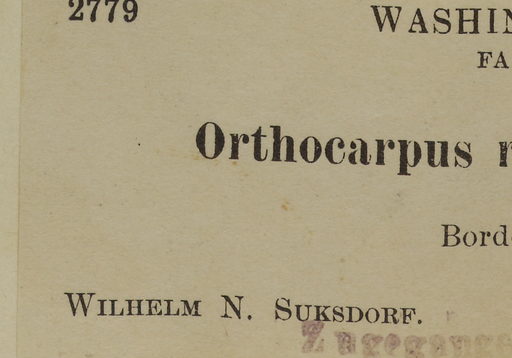 2779
WASHIN
FA
Orthocarpus
Bord
WILHELM N. SUKSDORF.